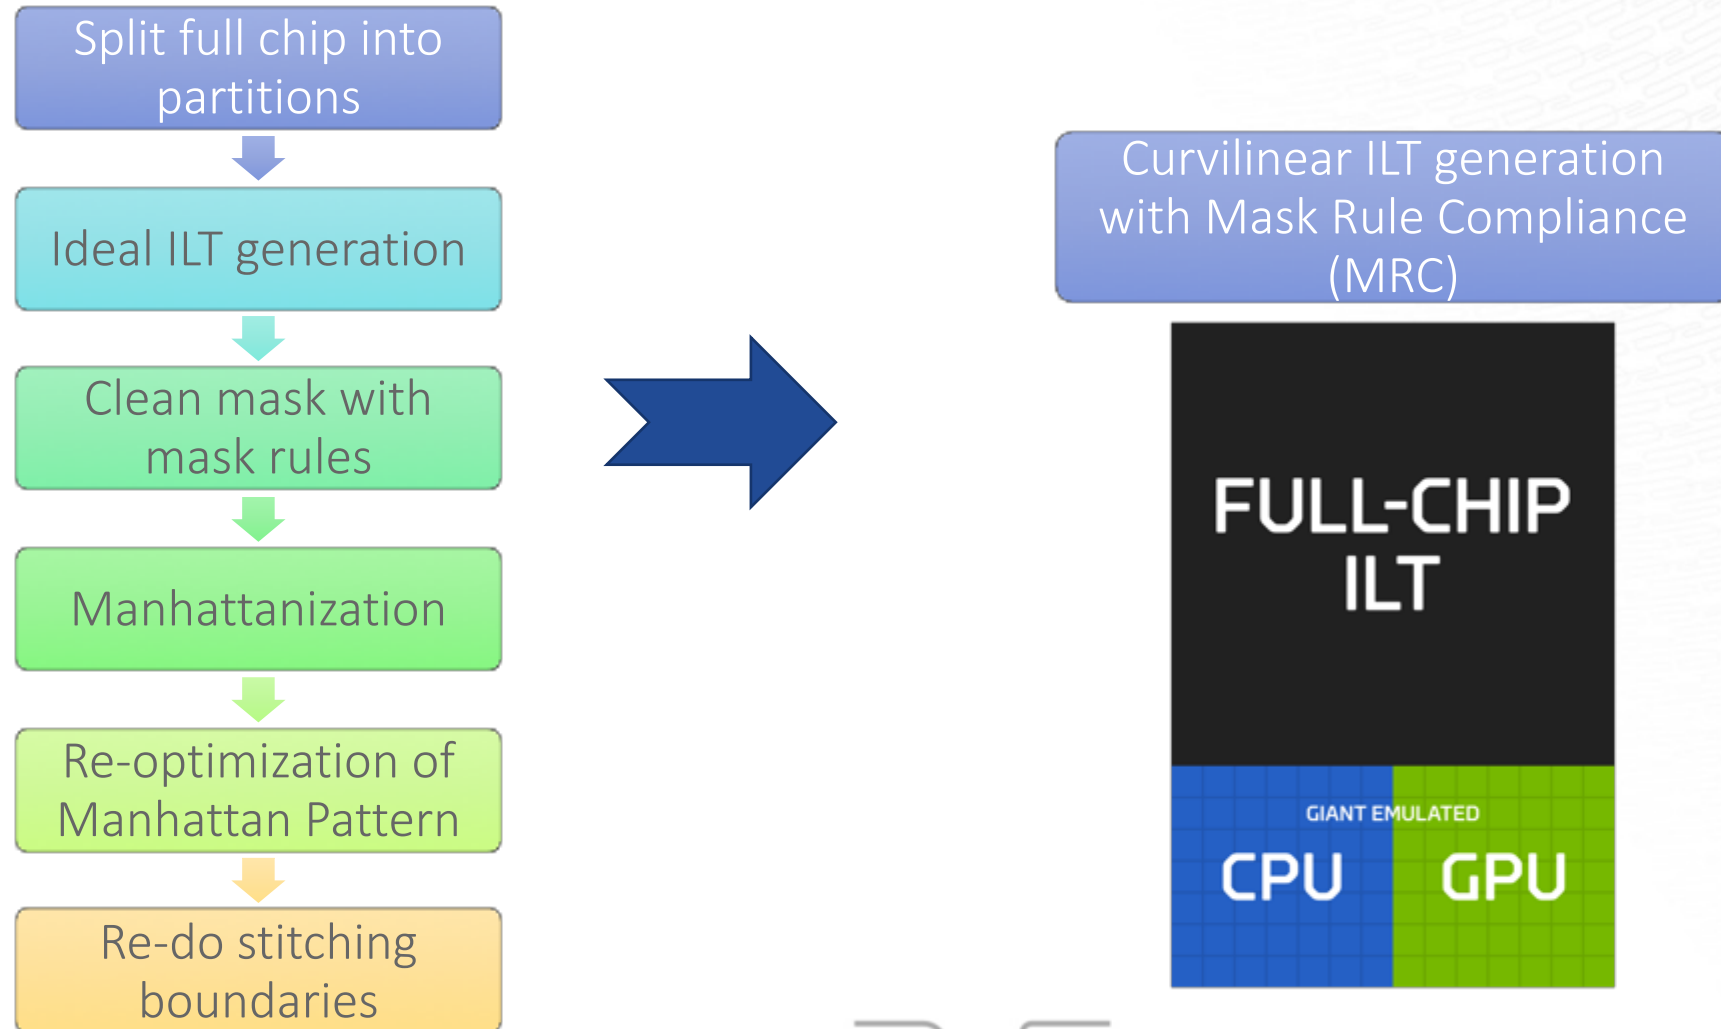 Split full chip into
partitions
Ideal ILT generation
Clean mask with
mask rules
Manhattanization
Re-optimization of
Manhattan Pattern
Re-do stitching
boundaries
Curvilinear ILT generation
with Mask Rule Compliance
(MRC)
FULL-CHIP
ILT
GIANT EMULATED
CPU GPU